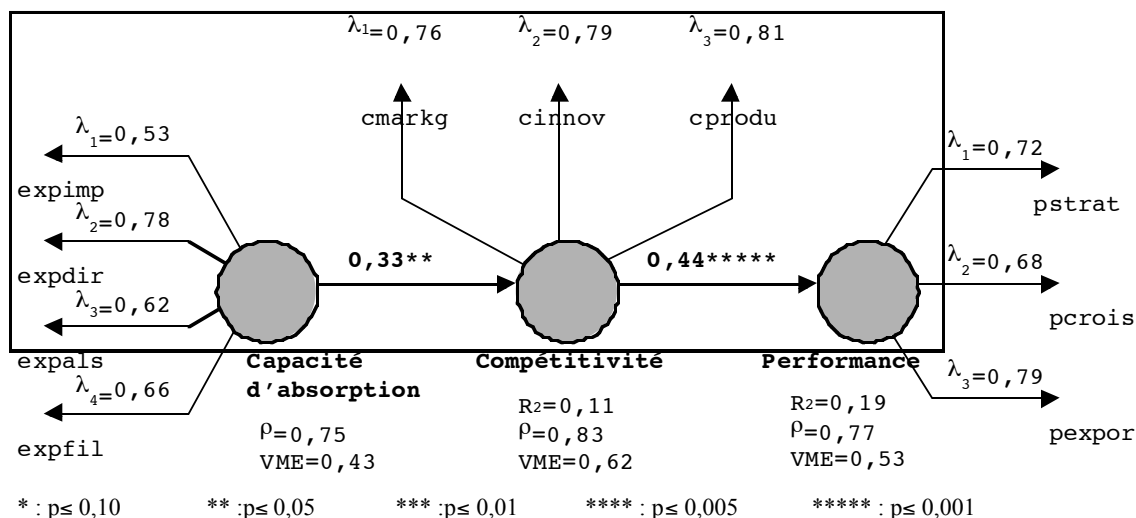 λ1=0,76 λ2=0,79 λ3=0,81
cmarkg cinnov cprodu
λ1=0,53
expimp
λ2=0,78
expdir
λ3=0,62
expals
λ4=0,66
expfil
0,33** 0,44*****
λ1=0,72
pstrat
λ2=0,68
pcrois
λ3=0,79
pexpor
Capacité
d'absorption
ρ=0,75
VME=0,43
Compétitivité
R2=0,11
ρ=0,83
VME=0,62
Performance
R2=0,19
ρ=0,77
VME=0,53
* : p≤ 0,10 ** :p≤ 0,05 *** : p≤ 0,01 **** : p≤ 0,005 ***** : p≤ 0,001